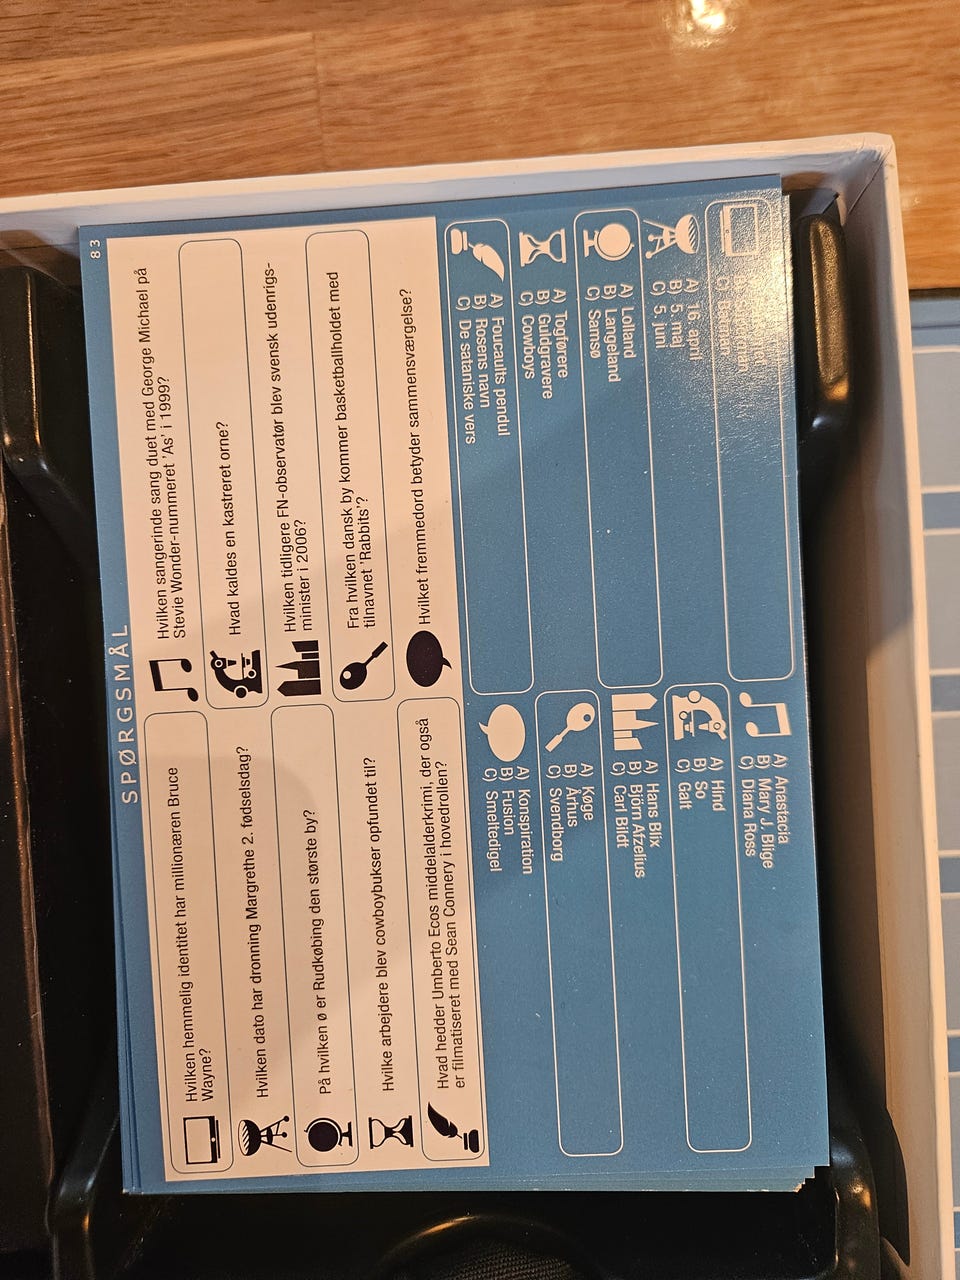 83
SPØRGSMÅL
Hvilken hemmelig identitet har millionæren Bruce
Wayne?
Hvilken dato har dronning Margrethe 2. fødselsdag?
På hvilken ø er Rudkøbing den største by?
Hvilke arbejdere blev cowboybukser opfundet til?
Hvad hedder Umberto Ecos middelalderkrimi, der også
er filmatiseret med Sean Connery i hovedrollen?
Hvilken sangerinde sang duet med George Michael på
Stevie Wonder-nummeret 'As' i 1999?
Hvad kaldes en kastreret orne?
Hvilken tidligere FN-observatør blev svensk udenrigs-
minister i 2006?
Fra hvilken dansk by kommer basketballholdet med
tilnavnet 'Rabbits'?
Hvilket fremmedord betyder sammensværgelse?
A) Anastacia
B) Mary J. Blige
C) Diana Ross
A) Hind
B) So
C) Galt
A) Hans Blix
B) Björn Afzelius
C) Carl Bildt
A) Køge
B) Århus
C) Svendborg
A) Konspiration
B) Fusion
C) Smeltedigel
C) Batman
A) 16. april
B) 5. maj
C) 5. juni
A) Lolland
B) Langeland
C) Samsø
A) Togførere
B) Guldgravere
C) Cowboys
A) Foucaults pendul
B) Rosens navn
C) De sataniske vers